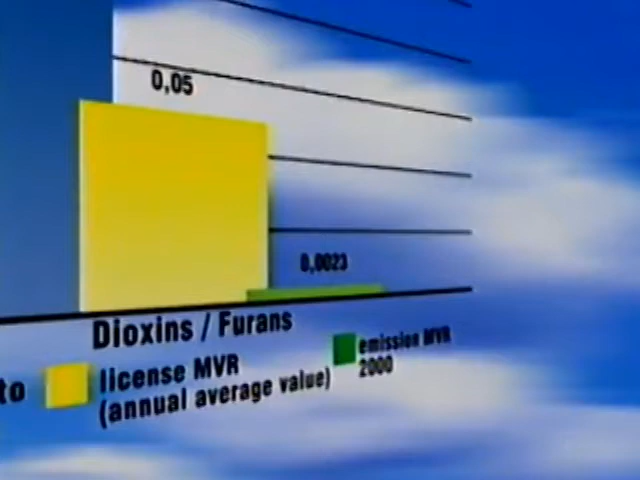 0,05
0,0023
Dioxins / Furans
to
license MVR
(annual average value)
emission MVR
2000